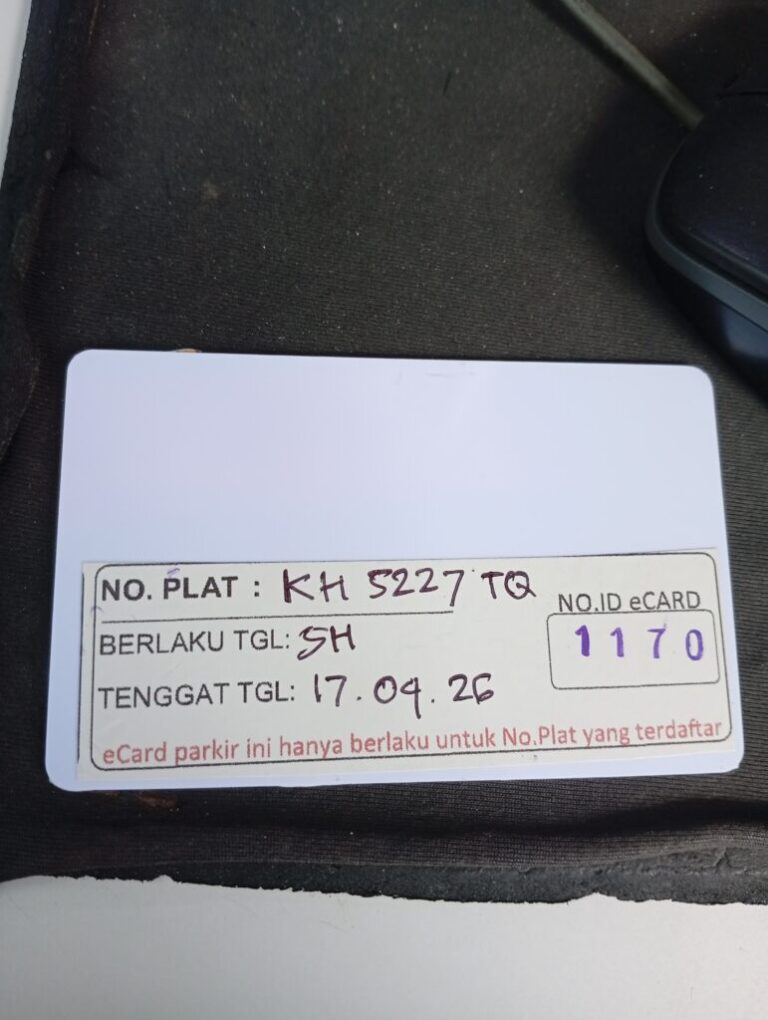 NO. PLAT : KH 5227 TQ
BERLAKU TGL: SH
TENGGAT TGL: 17.09.26
NO.ID eCARD
1170
eCard parkir ini hanya berlaku untuk No.Plat yang terdaftar